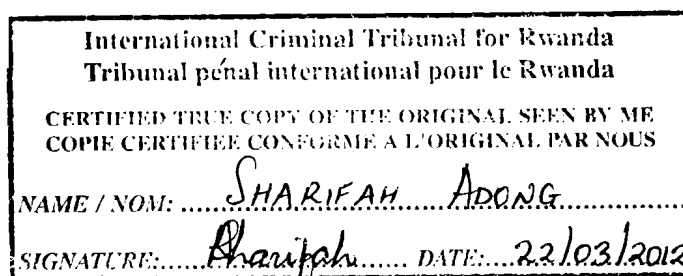 International Criminal Tribunal for Rwanda
Tribunal pénal international pour le Rwanda
CERTIFIED TRUE COPY OF THE ORIGINAL SEEN BY ME
COPIE CERTIFIEE CONFORME A L'ORIGINAL PAR NOUS
NAME / NOM: SHARIFAH ADONG
SIGNATURE: Sharifah DATE: 22/03/2012